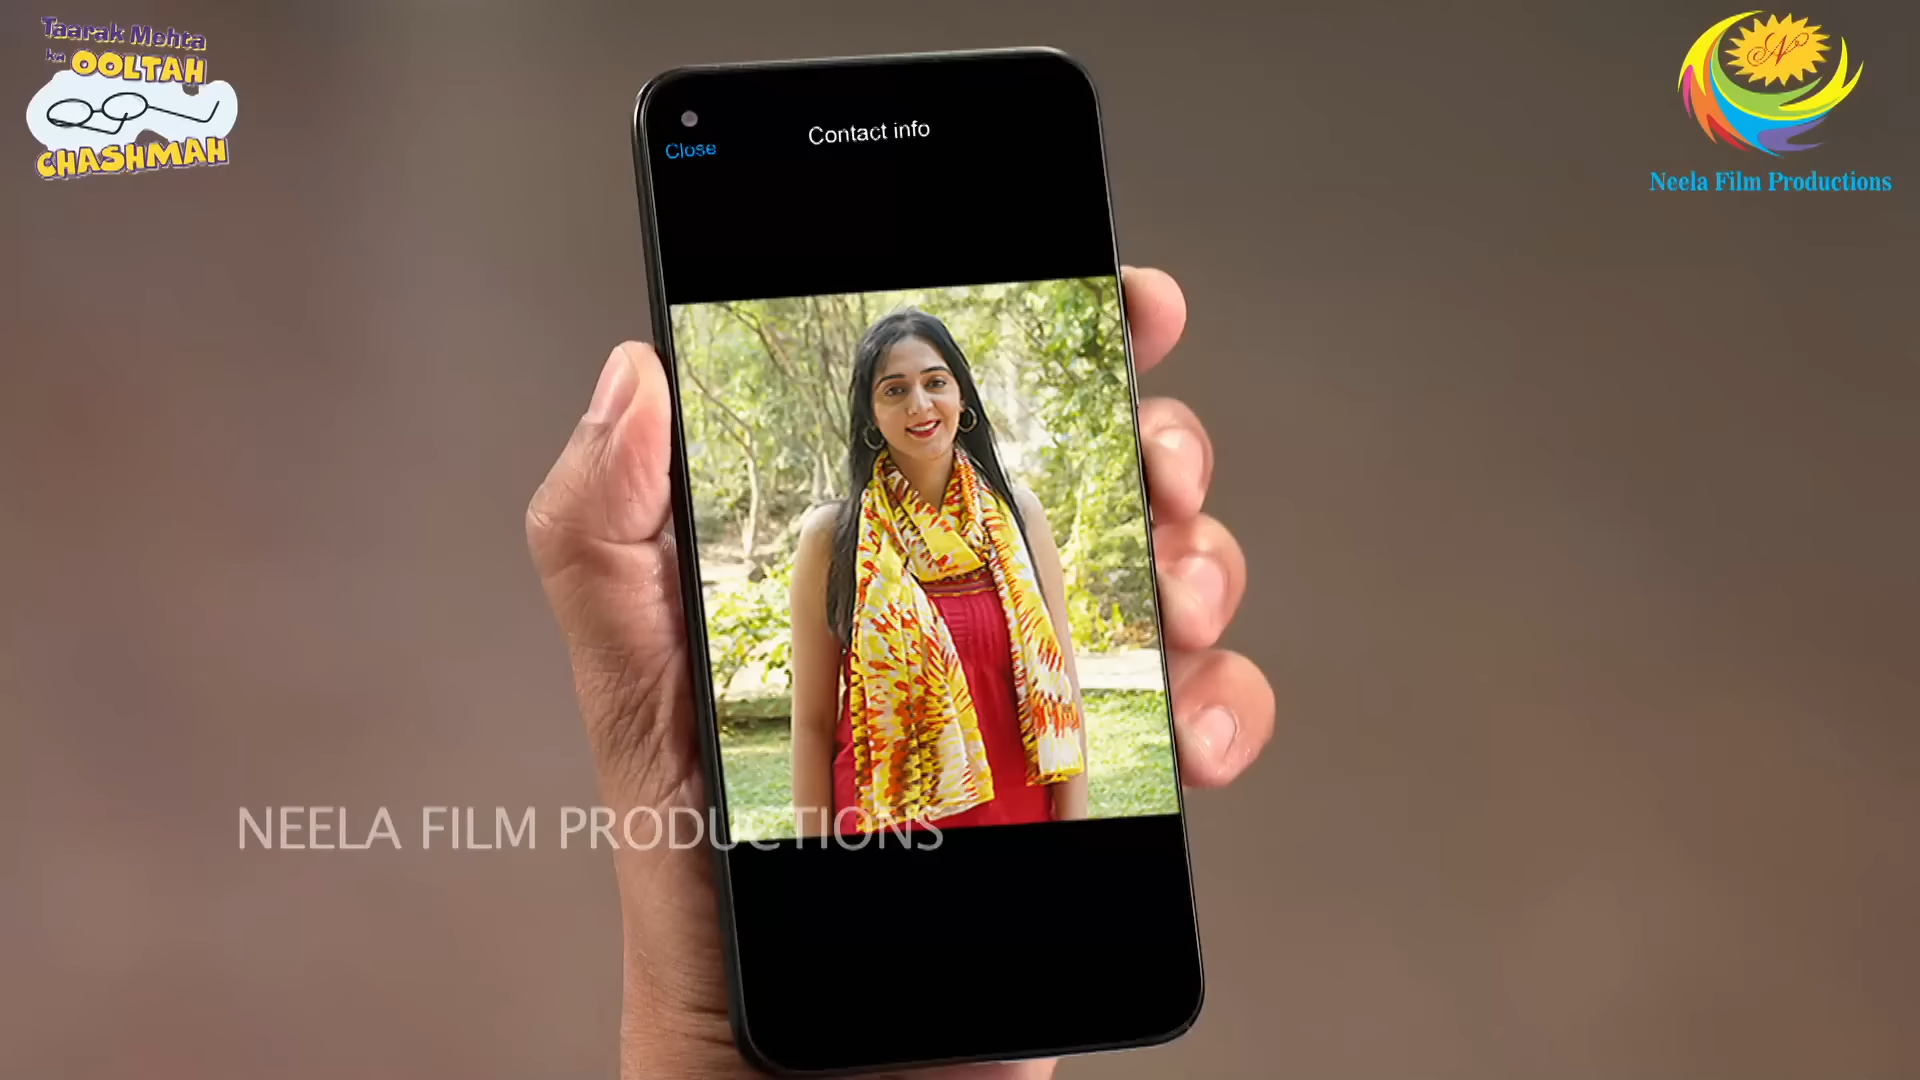 Taarak Mehta
ka OOLTAH
CHASHMAH
Neela Film Productions
Close
Contact info
NEELA FILM PRODUCTIONS